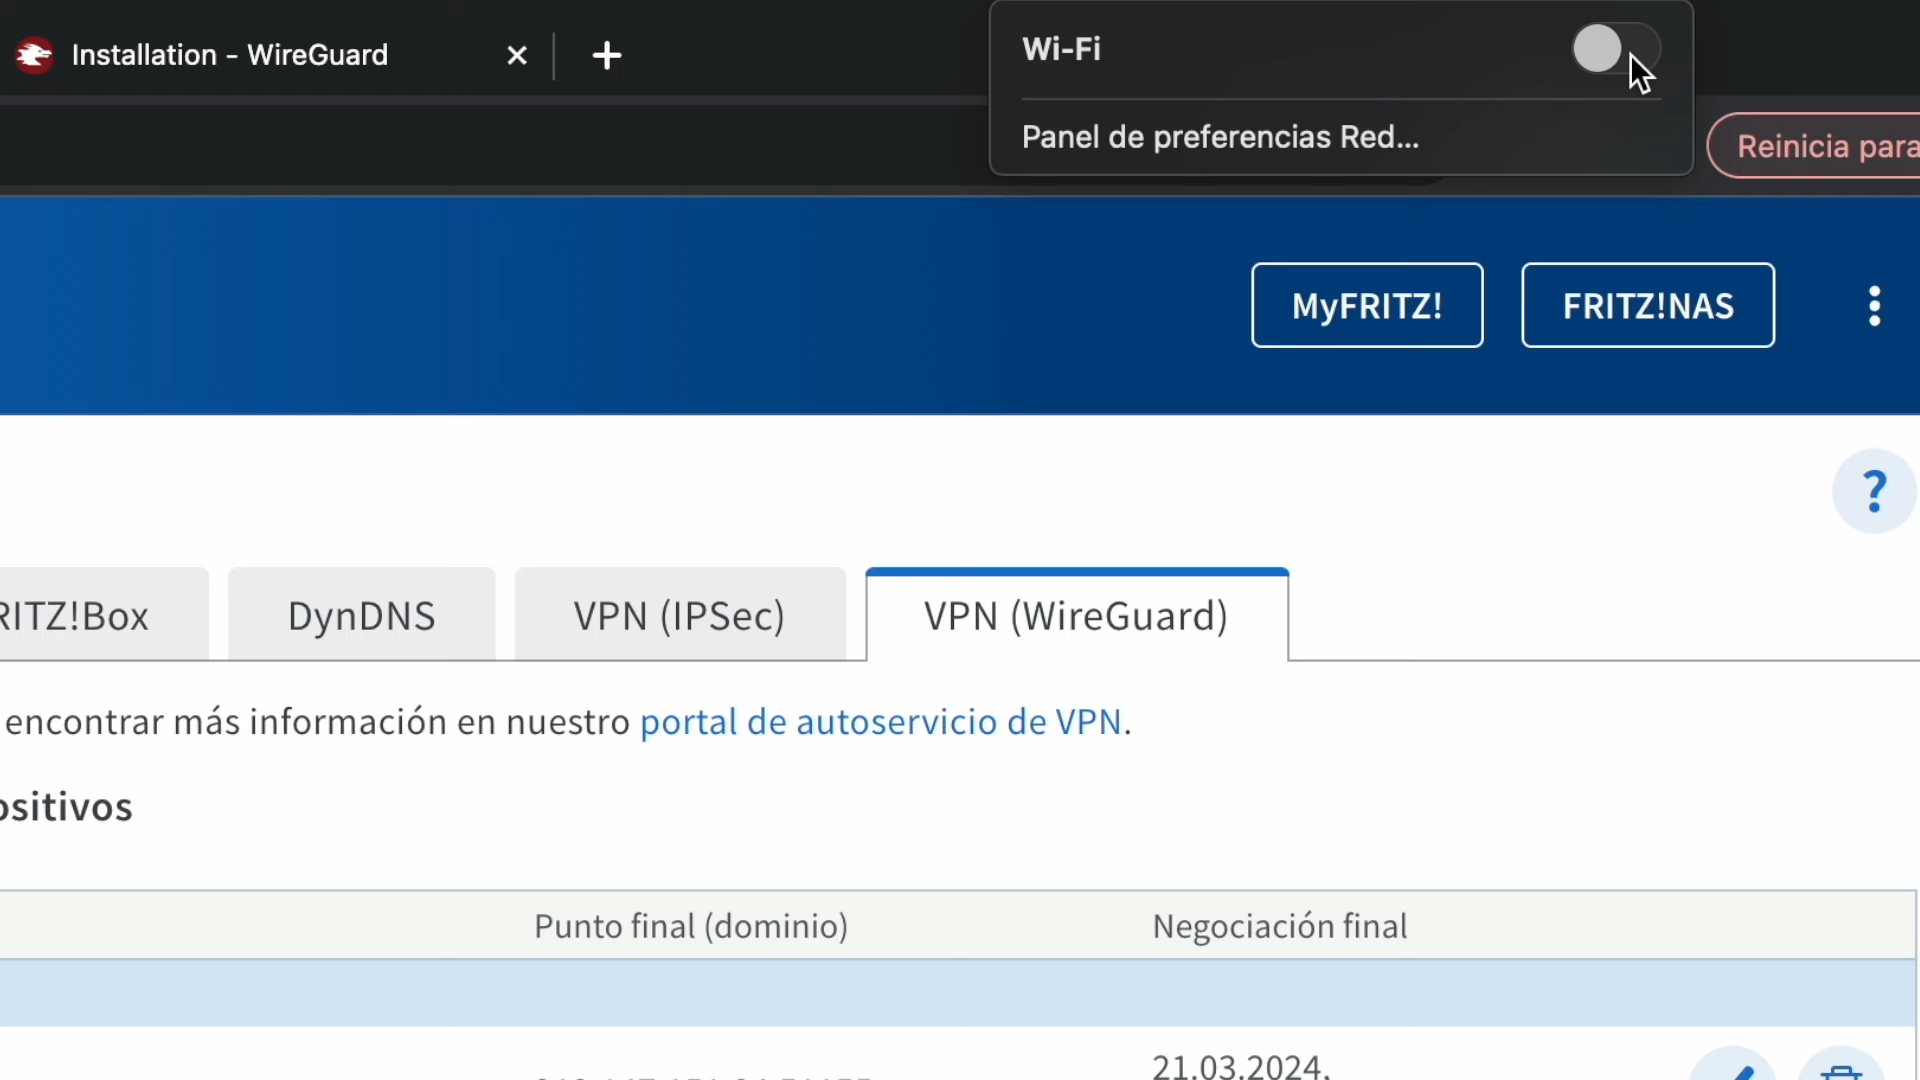 Installation - WireGuard
Wi-Fi
Panel de preferencias Red...
Reinicia para
MyFRITZ!
FRITZ!NAS
?
RITZ!Box
DynDNS
VPN (IPSec)
VPN (WireGuard)
encontrar más información en nuestro portal de autoservicio de VPN.
ositivos
Punto final (dominio)
Negociación final
21.03.2024,